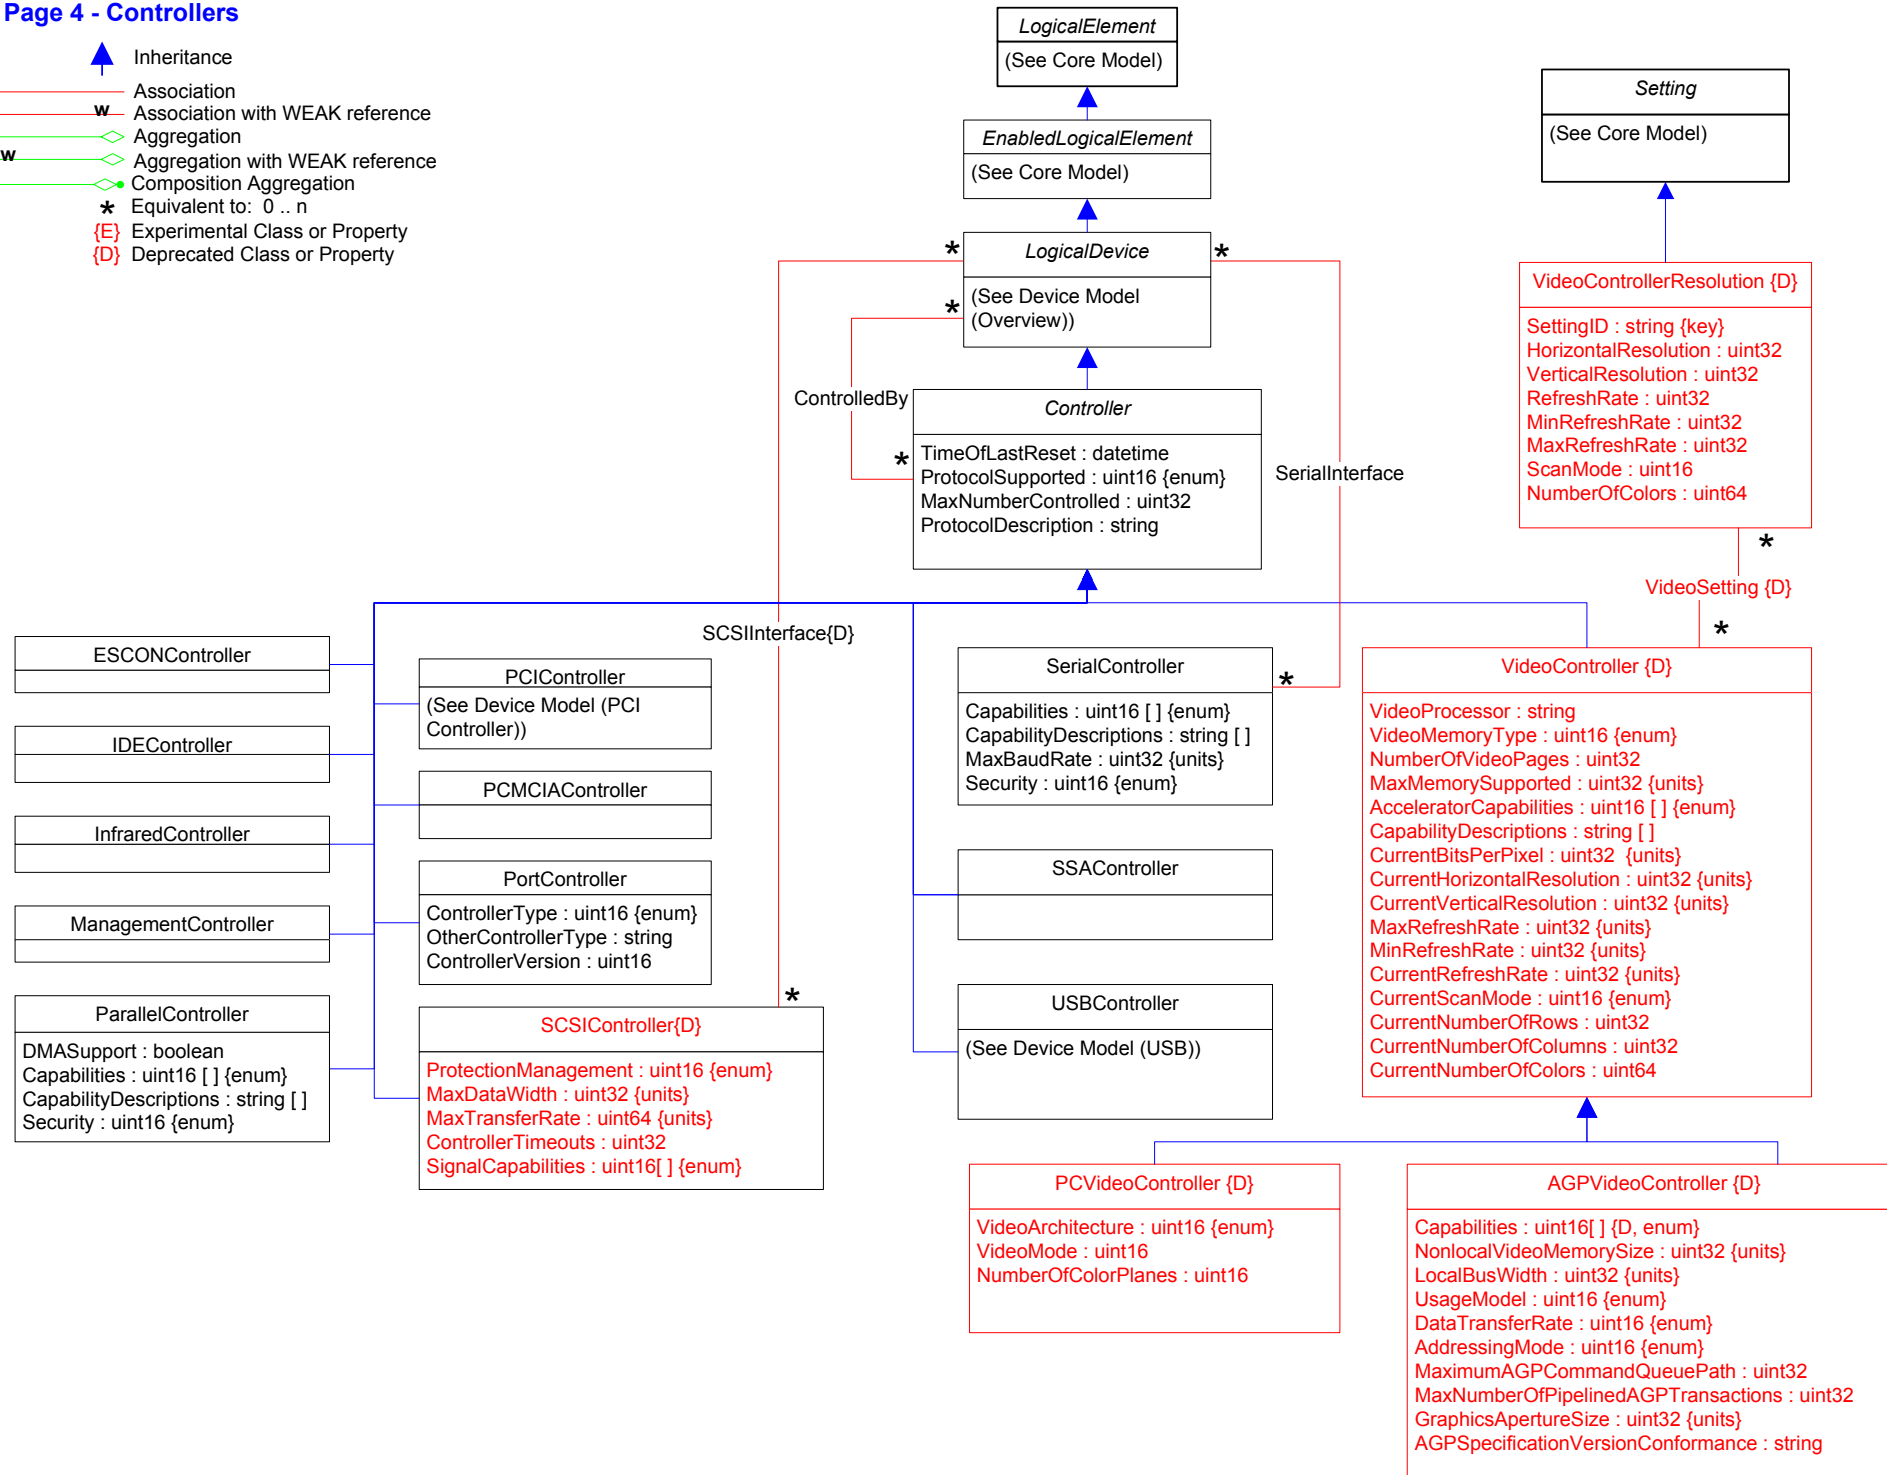 Page 4 - Controllers
Inheritance
Association
w
Association with WEAK reference
Aggregation
w
Aggregation with WEAK reference
Composition Aggregation
* Equivalent to: 0 .. n
{E} Experimental Class or Property
{D} Deprecated Class or Property
LogicalElement
(See Core Model)
EnabledLogicalElement
(See Core Model)
*
LogicalDevice
*
(See Device Model
(Overview))
*
ControlledBy
Controller
TimeOfLastReset : datetime
*
ProtocolSupported : uint16 {enum}
MaxNumberControlled : uint32
ProtocolDescription : string
SerialInterface
Setting
(See Core Model)
VideoControllerResolution {D}
SettingID : string {key}
HorizontalResolution : uint32
VerticalResolution : uint32
RefreshRate : uint32
MinRefreshRate : uint32
MaxRefreshRate : uint32
ScanMode : uint16
NumberOfColors : uint64
*
VideoSetting {D}
*
SCSIInterface{D}
ESCONController
IDEController
InfraredController
ManagementController
ParallelController
DMASupport : boolean
Capabilities : uint16 [ ] {enum}
CapabilityDescriptions : string [ ]
Security : uint16 {enum}
PCIController
(See Device Model (PCI
Controller))
PCMCIAController
PortController
ControllerType : uint16 {enum}
OtherControllerType : string
ControllerVersion : uint16
*
SCSIController{D}
ProtectionManagement : uint16 {enum}
MaxDataWidth : uint32 {units}
MaxTransferRate : uint64 {units}
ControllerTimeouts : uint32
SignalCapabilities : uint16[ ] {enum}
SerialController
*
Capabilities : uint16 [ ] {enum}
CapabilityDescriptions : string [ ]
MaxBaudRate : uint32 {units}
Security : uint16 {enum}
SSAController
USBController
(See Device Model (USB))
VideoController {D}
VideoProcessor : string
VideoMemoryType : uint16 {enum}
NumberOfVideoPages : uint32
MaxMemorySupported : uint32 {units}
AcceleratorCapabilities : uint16 [ ] {enum}
CapabilityDescriptions : string [ ]
CurrentBitsPerPixel : uint32 {units}
CurrentHorizontalResolution : uint32 {units}
CurrentVerticalResolution : uint32 {units}
MaxRefreshRate : uint32 {units}
MinRefreshRate : uint32 {units}
CurrentRefreshRate : uint32 {units}
CurrentScanMode : uint16 {enum}
CurrentNumberOfRows : uint32
CurrentNumberOfColumns : uint32
CurrentNumberOfColors : uint64
PCVideoController {D}
VideoArchitecture : uint16 {enum}
VideoMode : uint16
NumberOfColorPlanes : uint16
AGPVideoController {D}
Capabilities : uint16[ ] {D, enum}
NonlocalVideoMemorySize : uint32 {units}
LocalBusWidth : uint32 {units}
UsageModel : uint16 {enum}
DataTransferRate : uint16 {enum}
AddressingMode : uint16 {enum}
MaximumAGPCommandQueuePath : uint32
MaxNumberOfPipelinedAGPTransactions : uint32
GraphicsApertureSize : uint32 {units}
AGPSpecificationVersionConformance : string